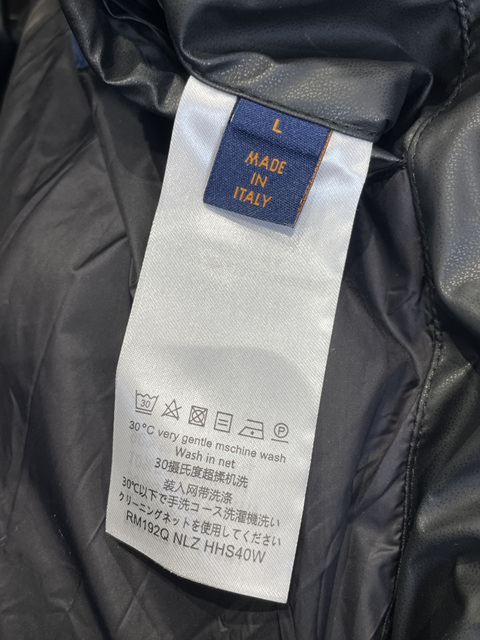 L
MADE
IN
ITALY
30
P
30°C very gentle mschine wash
Wash in net
30摄氏度超揉机洗
装入网带洗涤
30℃以下で手洗コース洗濯機洗い
クリーニングネットを使用してください
RM192Q NLZ HHS40W